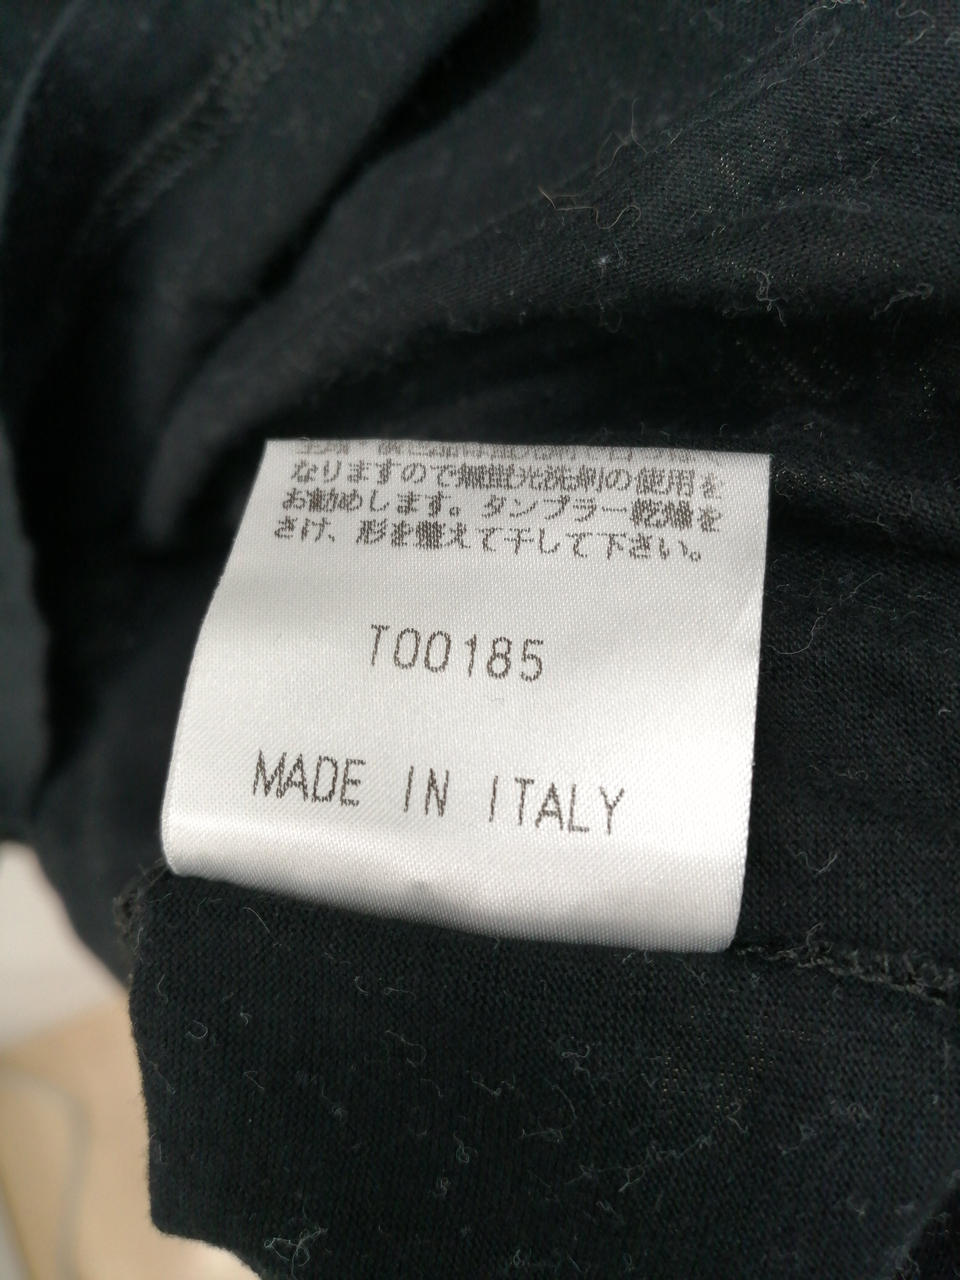 なりますので無蛍光洗剤の使用を
お勧めします。タンブラー乾燥を
さけ、形を整えて干して下さい。
T00185
MADE IN ITALY